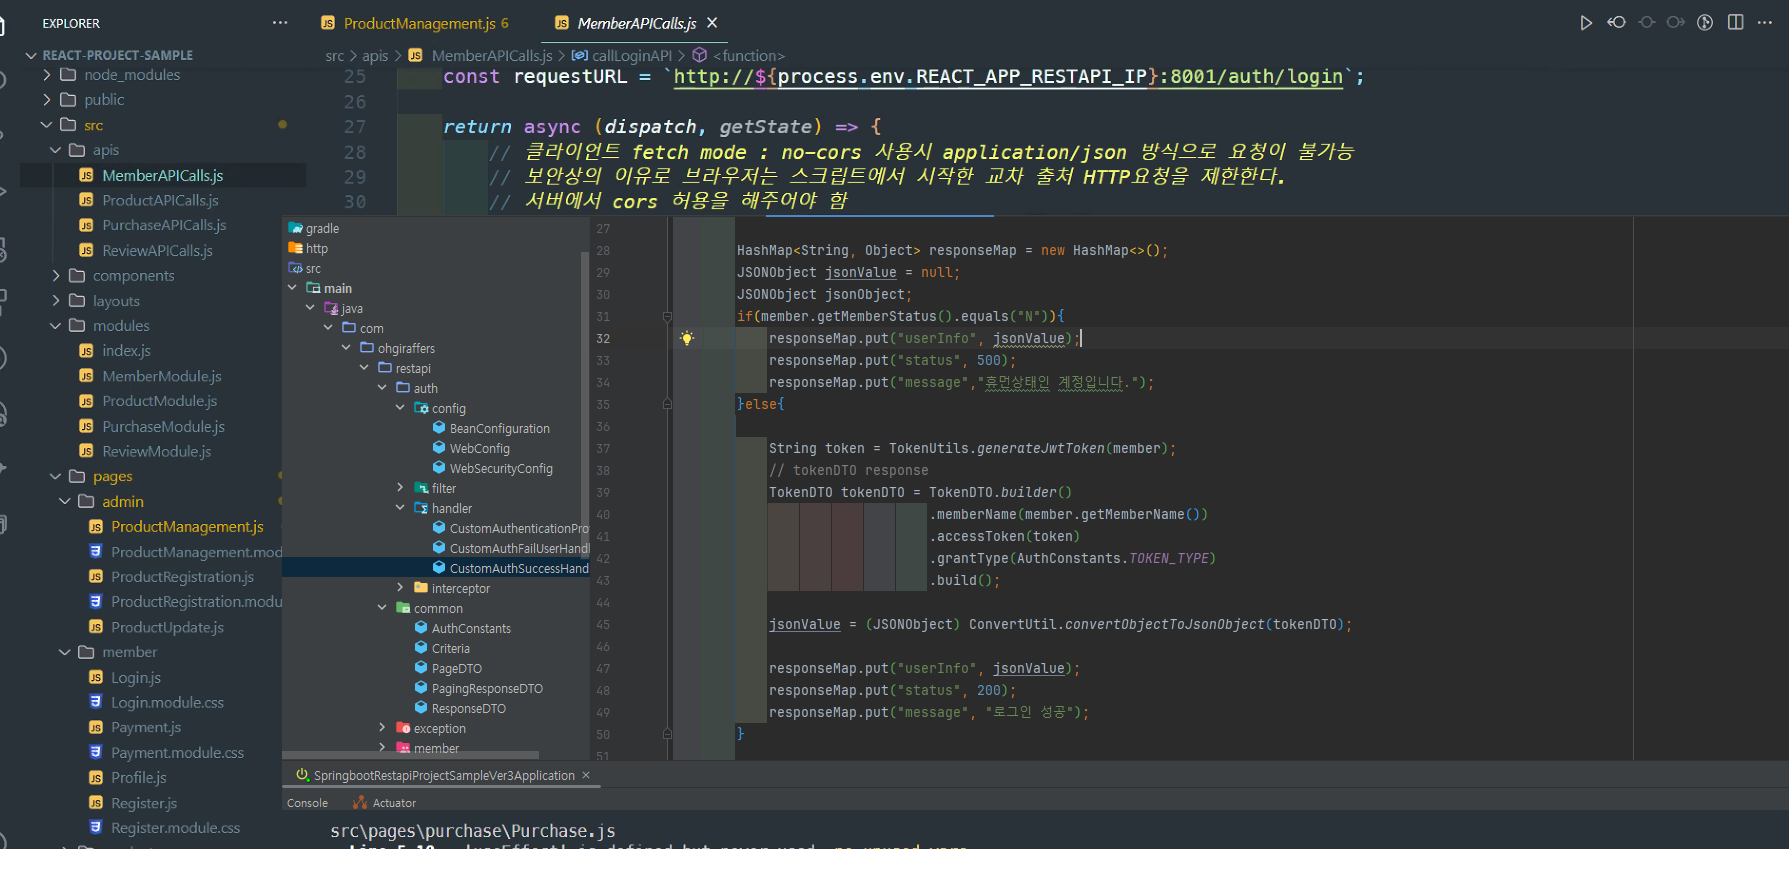 EXPLORER
ProductManagement.js 6
MemberAPICalls.js
REACT-PROJECT-SAMPLE
src > apis > MemberAPICalls.js > callLoginAPI > <function>
node_modules
public
src
apis
MemberAPICalls.js
ProductAPICalls.js
PurchaseAPICalls.js
ReviewAPICalls.js
components
layouts
modules
index.js
MemberModule.js
ProductModule.js
PurchaseModule.js
ReviewModule.js
pages
admin
ProductManagement.js
ProductManagement.mod
ProductRegistration.js
ProductRegistration.modu
ProductUpdate.js
member
Login.js
Login.module.css
Payment.js
Payment.module.css
Profile.js
Register.js
Register.module.css
25 const requestURL = `http://${process.env.REACT_APP_RESTAPI_IP}:8001/auth/login`;
26
27 return async (dispatch, getState) => {
28 // 클라이언트 fetch mode : no-cors 사용시 application/json 방식으로 요청이 불가능
29 // 보안상의 이유로 브라우저는 스크립트에서 시작한 교차 출처 HTTP요청을 제한한다.
30 // 서버에서 cors 허용을 해주어야 함
gradle
http
src
main
java
com
ohgiraffers
restapi
auth
config
BeanConfiguration
WebConfig
WebSecurityConfig
filter
handler
CustomAuthenticationPro
CustomAuthFailUserHandl
CustomAuthSuccessHand
interceptor
common
AuthConstants
Criteria
PageDTO
PagingResponseDTO
ResponseDTO
exception
member
27
28 HashMap<String, Object> responseMap = new HashMap<>();
29 JSONObject jsonValue = null;
30 JSONObject jsonObject;
31 if(member.getMemberStatus().equals("N")){
32 responseMap.put("userInfo", jsonValue);
33 responseMap.put("status", 500);
34 responseMap.put("message","휴먼상태인 계정입니다.");
35 }else{
36
37 String token = TokenUtils.generateJwtToken(member);
38 // tokenDTO response
39 TokenDTO tokenDTO = TokenDTO.builder()
40 .memberName(member.getMemberName())
41 .accessToken(token)
42 .grantType(AuthConstants.TOKEN_TYPE)
43 .build();
44
45 jsonValue = (JSONObject) ConvertUtil.convertObjectToJsonObject(tokenDTO);
46
47 responseMap.put("userInfo", jsonValue);
48 responseMap.put("status", 200);
49 responseMap.put("message", "로그인 성공");
50 }
51
SpringbootRestapiProjectSampleVer3Application
Console Actuator
src\pages\purchase\Purchase.js